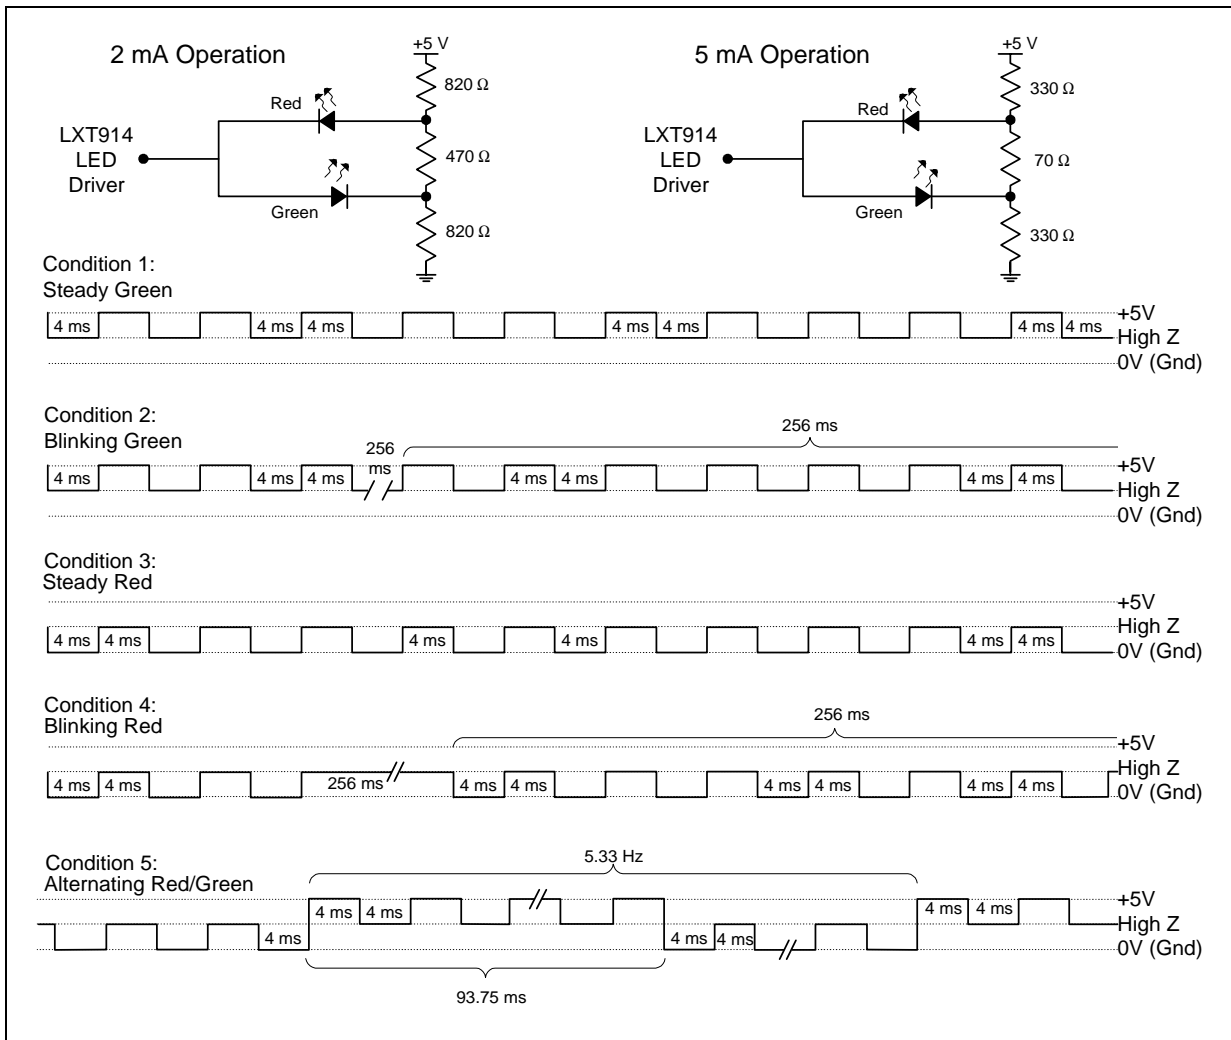 2 mA Operation
+5 V
820 Ω
Red
LXT914
LED
Driver
470 Ω
Green
820 Ω
5 mA Operation
+5 V
330 Ω
Red
LXT914
LED
Driver
70 Ω
Green
330 Ω
Condition 1:
Steady Green
4 ms 4 ms 4 ms 4 ms 4 ms 4 ms 4 ms
+5V
High Z
0V (Gnd)
Condition 2:
Blinking Green
256
ms
256 ms
4 ms 4 ms 4 ms 4 ms 4 ms 4 ms 4 ms
+5V
High Z
0V (Gnd)
Condition 3:
Steady Red
+5V
4 ms 4 ms 4 ms 4 ms 4 ms 4 ms
High Z
0V (Gnd)
Condition 4:
Blinking Red
256 ms
+5V
4 ms 4 ms 256 ms 4 ms 4 ms 4 ms 4 ms 4 ms 4 ms
High Z
0V (Gnd)
Condition 5:
Alternating Red/Green
5.33 Hz
4 ms 4 ms 4 ms 4 ms
+5V
High Z
4 ms 4 ms 4 ms
0V (Gnd)
93.75 ms